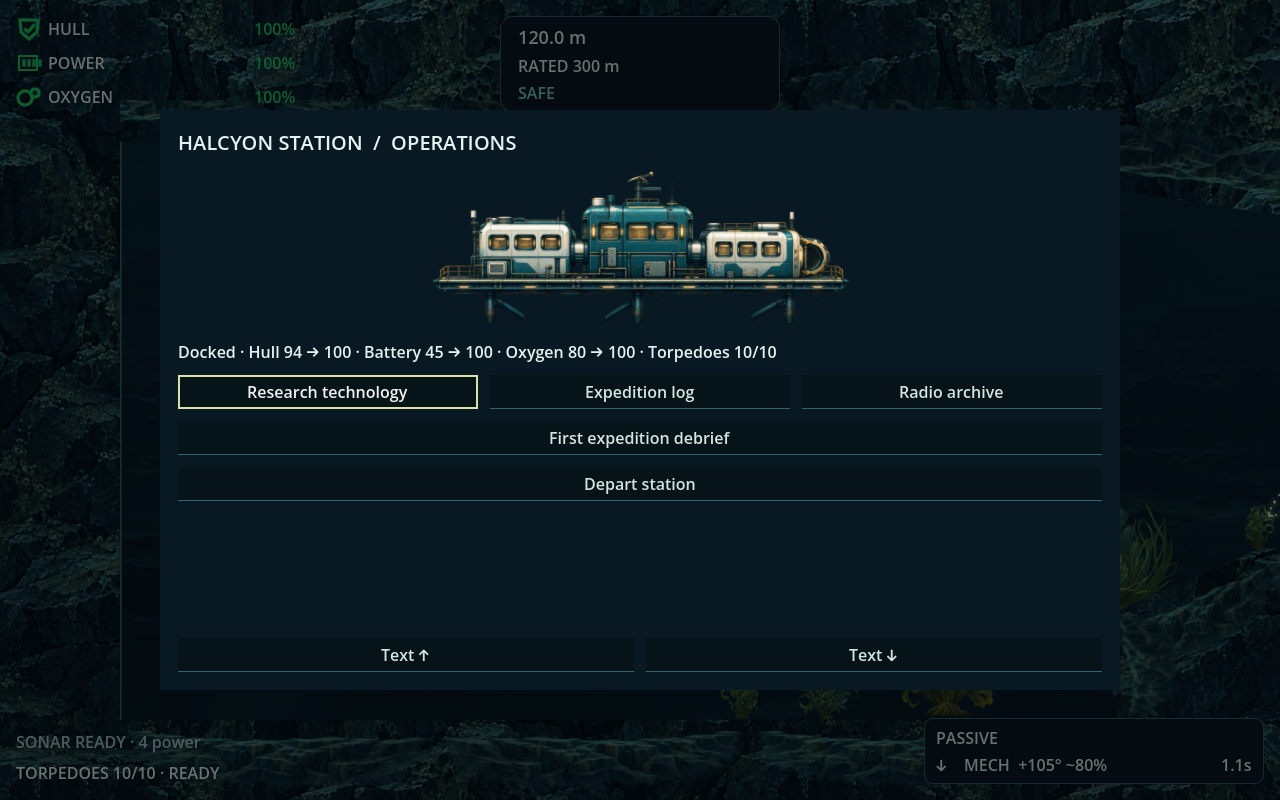 HULL 100%
POWER 100%
OXYGEN 100%
120.0 m
RATED 300 m
SAFE
HALCYON STATION / OPERATIONS
Docked · Hull 94 → 100 · Battery 45 → 100 · Oxygen 80 → 100 · Torpedoes 10/10
Research technology
Expedition log
Radio archive
First expedition debrief
Depart station
Text ↑
Text ↓
SONAR READY · 4 power
TORPEDOES 10/10 · READY
PASSIVE
↓ MECH +105° ~80% 1.1s